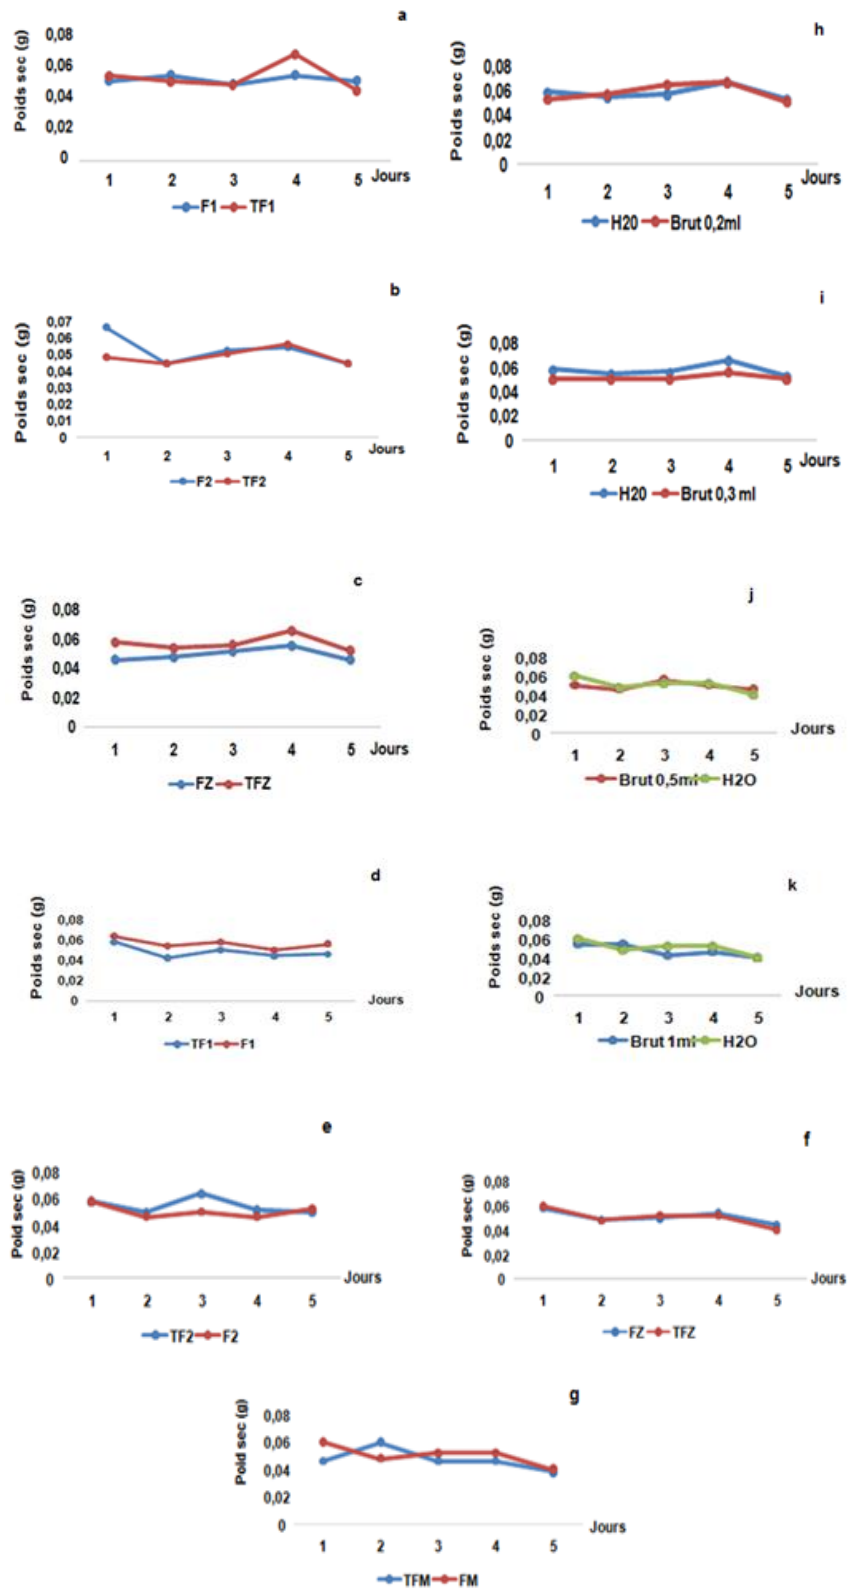 a
Poids sec (g)
0,08
0,06
0,04
0,02
0
1 2 3 4 5 Jours
F1 TF1
h
Poids sec (g)
0,08
0,06
0,04
0,02
0
1 2 3 4 5 Jours
H20 Brut 0,2ml
b
Poids sec (g)
0,07
0,06
0,05
0,04
0,03
0,02
0,01
0
1 2 3 4 5 Jours
F2 TF2
i
Poids sec (g)
0,08
0,06
0,04
0,02
0
1 2 3 4 5 Jours
H20 Brut 0,3 ml
c
Poids sec (g)
0,08
0,06
0,04
0,02
0
1 2 3 4 5 Jours
FZ TFZ
j
Poids sec (g)
0,08
0,06
0,04
0,02
0
1 2 3 4 5 Jours
Brut 0,5ml H2O
d
Poids sec (g)
0,08
0,06
0,04
0,02
0
1 2 3 4 5 Jours
TF1 F1
k
Poids sec (g)
0,08
0,06
0,04
0,02
0
1 2 3 4 5 Jours
Brut 1ml H2O
e
Poid sec (g)
0,08
0,06
0,04
0,02
0
1 2 3 4 5 Jours
TF2 F2
f
Poid sec (g)
0,08
0,06
0,04
0,02
0
1 2 3 4 5 Jours
FZ TFZ
g
Poid sec (g)
0,08
0,06
0,04
0,02
0
1 2 3 4 5 Jours
TFM FM